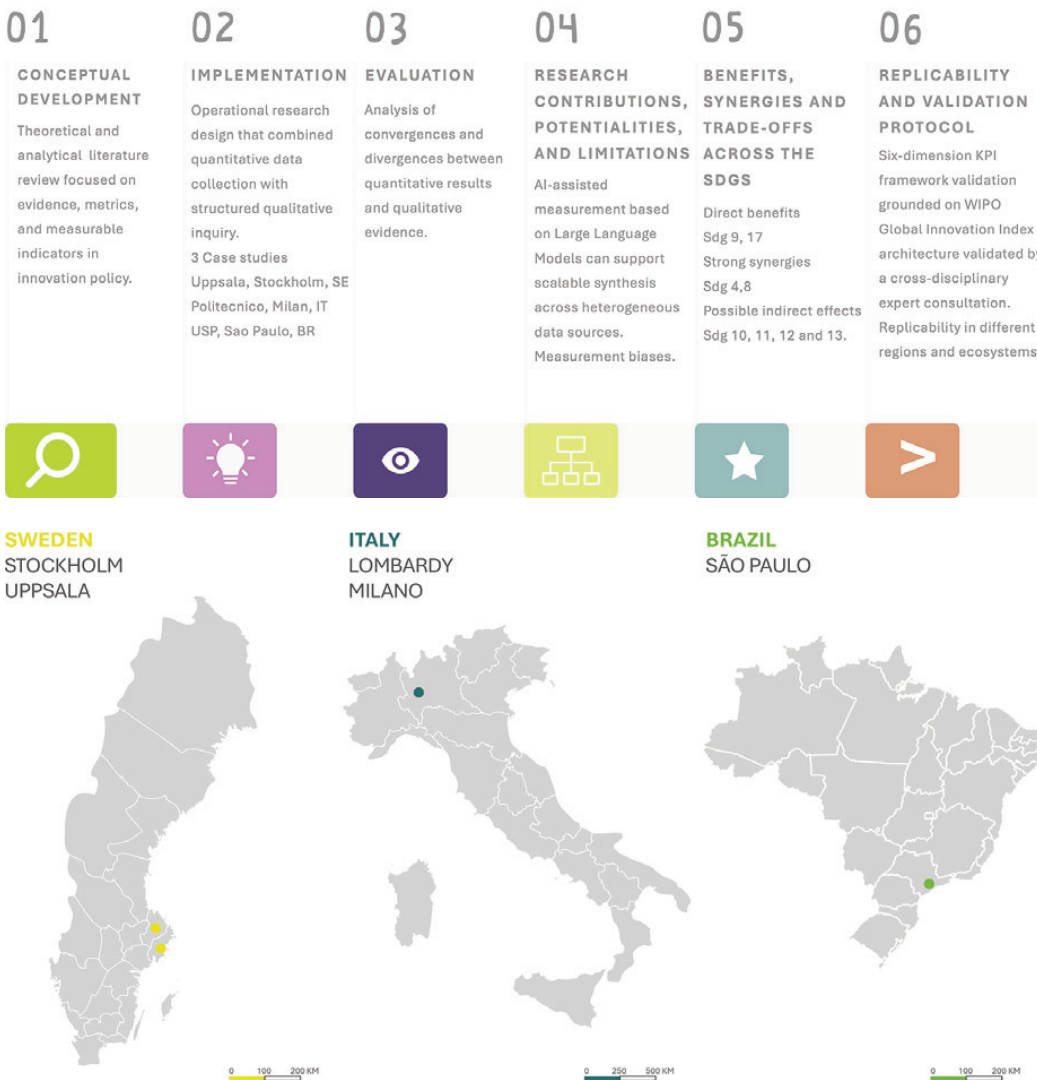 01
CONCEPTUAL
DEVELOPMENT
Theoretical and
analytical literature
review focused on
evidence, metrics,
and measurable
indicators in
innovation policy.
02
IMPLEMENTATION
Operational research
design that combined
quantitative data
collection with
structured qualitative
inquiry.
3 Case studies
Uppsala, Stockholm, SE
Politecnico, Milan, IT
USP, Sao Paulo, BR
03
EVALUATION
Analysis of
convergences and
divergences between
quantitative results
and qualitative
evidence.
04
RESEARCH
CONTRIBUTIONS,
POTENTIALITIES,
AND LIMITATIONS
AI-assisted
measurement based
on Large Language
Models can support
scalable synthesis
across heterogeneous
data sources.
Measurement biases.
05
BENEFITS,
SYNERGIES AND
TRADE-OFFS
ACROSS THE
SDGS
Direct benefits
Sdg 9, 17
Strong synergies
Sdg 4,8
Possible indirect effects
Sdg 10, 11, 12 and 13.
06
REPLICABILITY
AND VALIDATION
PROTOCOL
Six-dimension KPI
framework validation
grounded on WIPO
Global Innovation Index
architecture validated by
a cross-disciplinary
expert consultation.
Replicability in different
regions and ecosystems
SWEDEN
STOCKHOLM
UPPSALA
ITALY
LOMBARDY
MILANO
BRAZIL
SÃO PAULO
0 100 200 KM
0 250 500 KM
0 100 200 KM